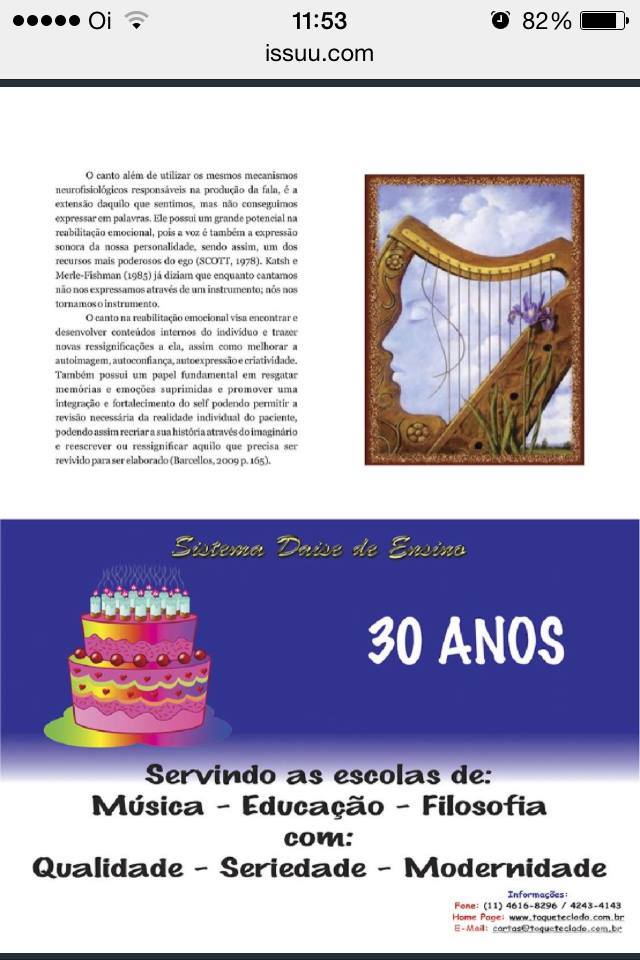 Oi 11:53 82%
issuu.com
O canto além de utilizar os mesmos mecanismos
neurofisiológicos responsáveis na produção da fala, é a
extensão daquilo que sentimos, mas não conseguimos
expressar em palavras. Ele possui um grande potencial na
reabilitação emocional, pois a voz é também a expressão
sonora da nossa personalidade, sendo assim, um dos
recursos mais poderosos do ego (SCOTT, 1978). Katsh e
Merle-Fishman (1985) já diziam que enquanto cantamos
não nos expressamos através de um instrumento; nós nos
tornamos o instrumento.
O canto na reabilitação emocional visa encontrar e
desenvolver conteúdos internos do indivíduo e trazer
novas ressignificações a ela, assim como melhorar a
autoimagem, autoconfiança, autoexpressão e criatividade.
Também possui um papel fundamental em resgatar
memórias e emoções suprimidas e promover uma
integração e fortalecimento do self podendo permitir a
revisão necessária da realidade individual do paciente,
podendo assim recriar a sua história através do imaginário
e reescrever ou ressignificar aquilo que precisa ser
revivido para ser elaborado (Barcellos, 2009 p. 165).
Sistema Daise de Ensino
30 ANOS
Servindo as escolas de:
Música - Educação - Filosofia
com:
Qualidade - Seriedade - Modernidade
Informações:
Fone: (11) 4616-8296 / 4243-4143
Home Page: www.toqueteclado.com.br
E-Mail: cartas@toqueteclado.com.br